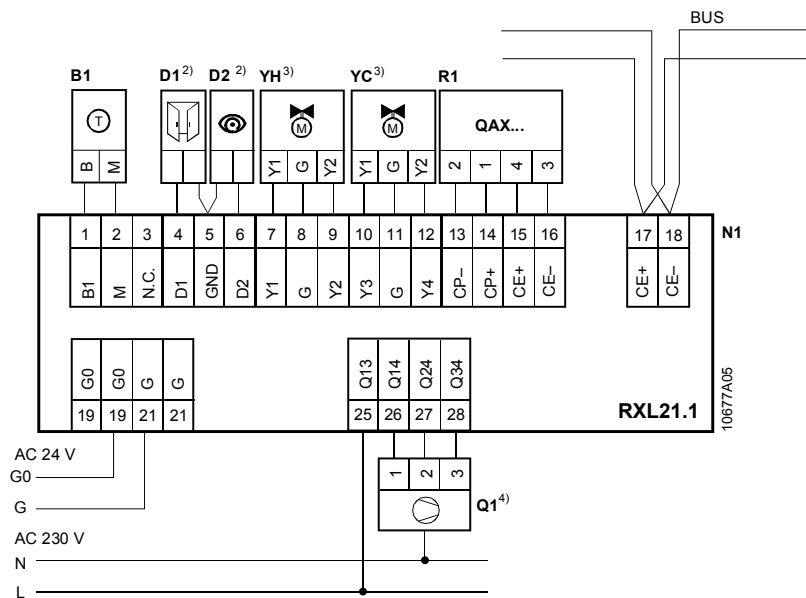 BUS
B1 D1 2) D2 2) YH 3) YC 3) R1
T M M QAX...
B M Y1 G Y2 Y1 G Y2 2 1 4 3
1 2 3 4 5 6 7 8 9 10 11 12 13 14 15 16 17 18 N1
B1 M N.C. D1 GND D2 Y1 G Y2 Y3 G Y4 CP– CP+ CE+ CE– CE+ CE–
G0 G0 G G Q13 Q14 Q24 Q34
19 19 21 21 25 26 27 28 RXL21.1
10677A05
AC 24 V
G0
1 2 3
G
Q1 4)
AC 230 V
N
L